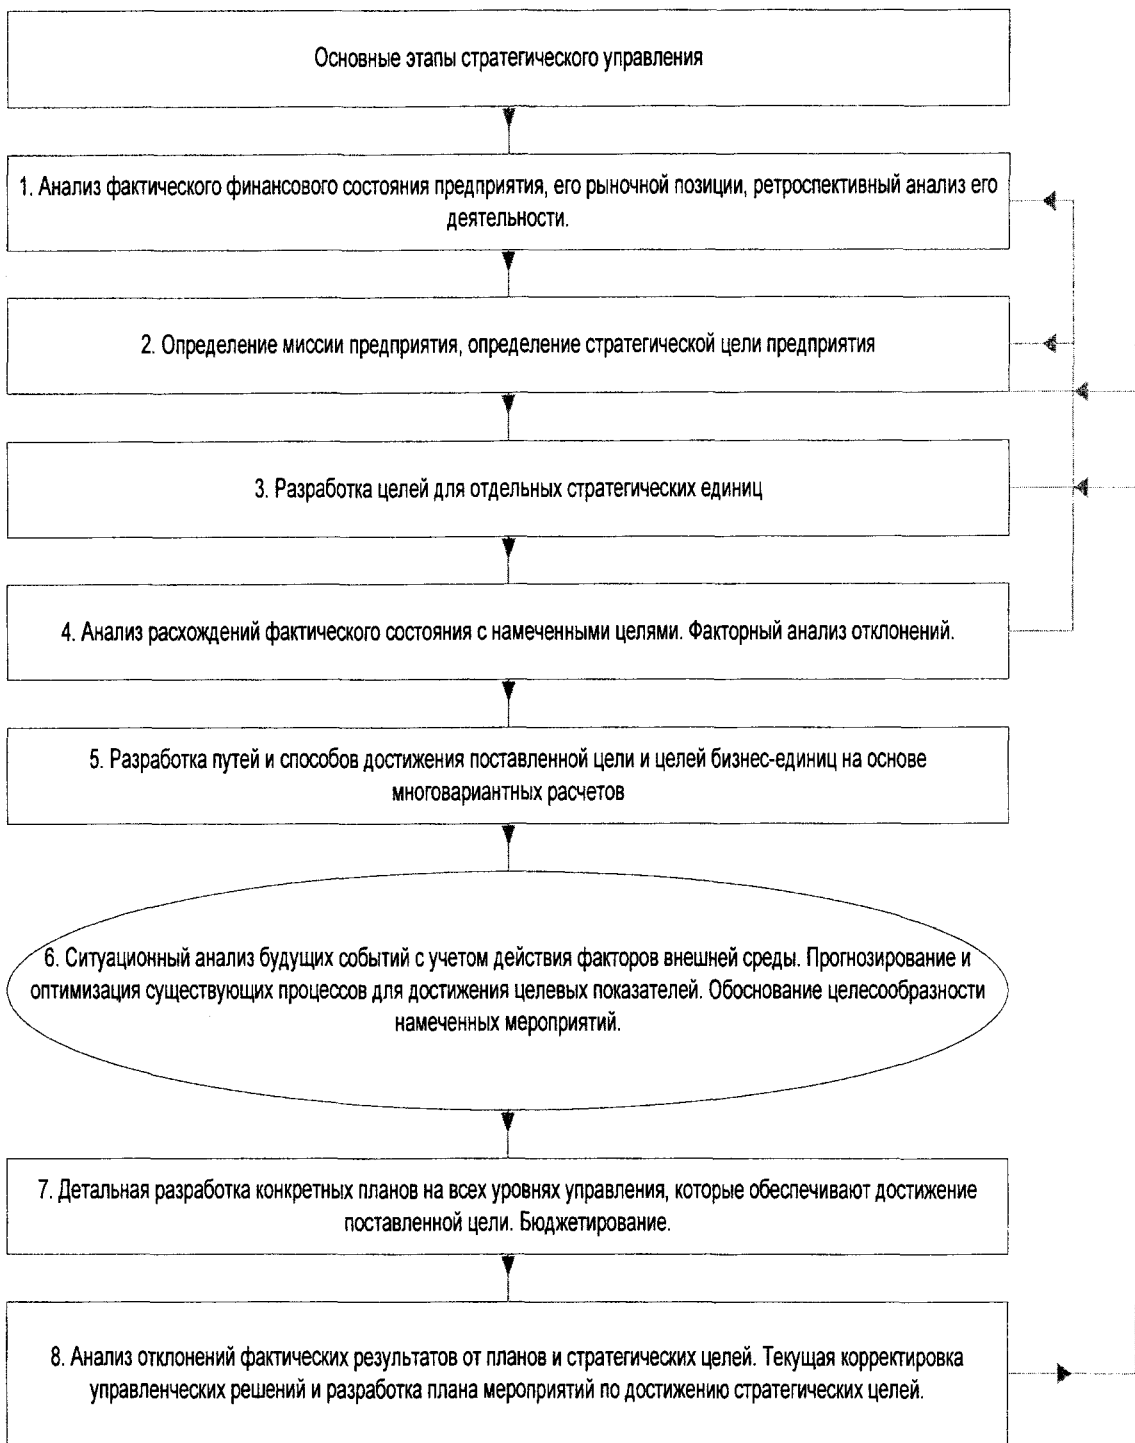 Основные этапы стратегического управления
1. Анализ фактического финансового состояния предприятия, его рыночной позиции, ретроспективный анализ его
деятельности.
2. Определение миссии предприятия, определение стратегической цели предприятия
3. Разработка целей для отдельных стратегических единиц
4. Анализ расхождений фактического состояния с намеченными целями. Факторный анализ отклонений.
5. Разработка путей и способов достижения поставленной цели и целей бизнес-единиц на основе
многовариантных расчетов
6. Ситуационный анализ будущих событий с учетом действия факторов внешней среды. Прогнозирование и
оптимизация существующих процессов для достижения целевых показателей. Обоснование целесообразности
намеченных мероприятий.
7. Детальная разработка конкретных планов на всех уровнях управления, которые обеспечивают достижение
поставленной цели. Бюджетирование.
8. Анализ отклонений фактических результатов от планов и стратегических целей. Текущая корректировка
управленческих решений и разработка плана мероприятий по достижению стратегических целей.